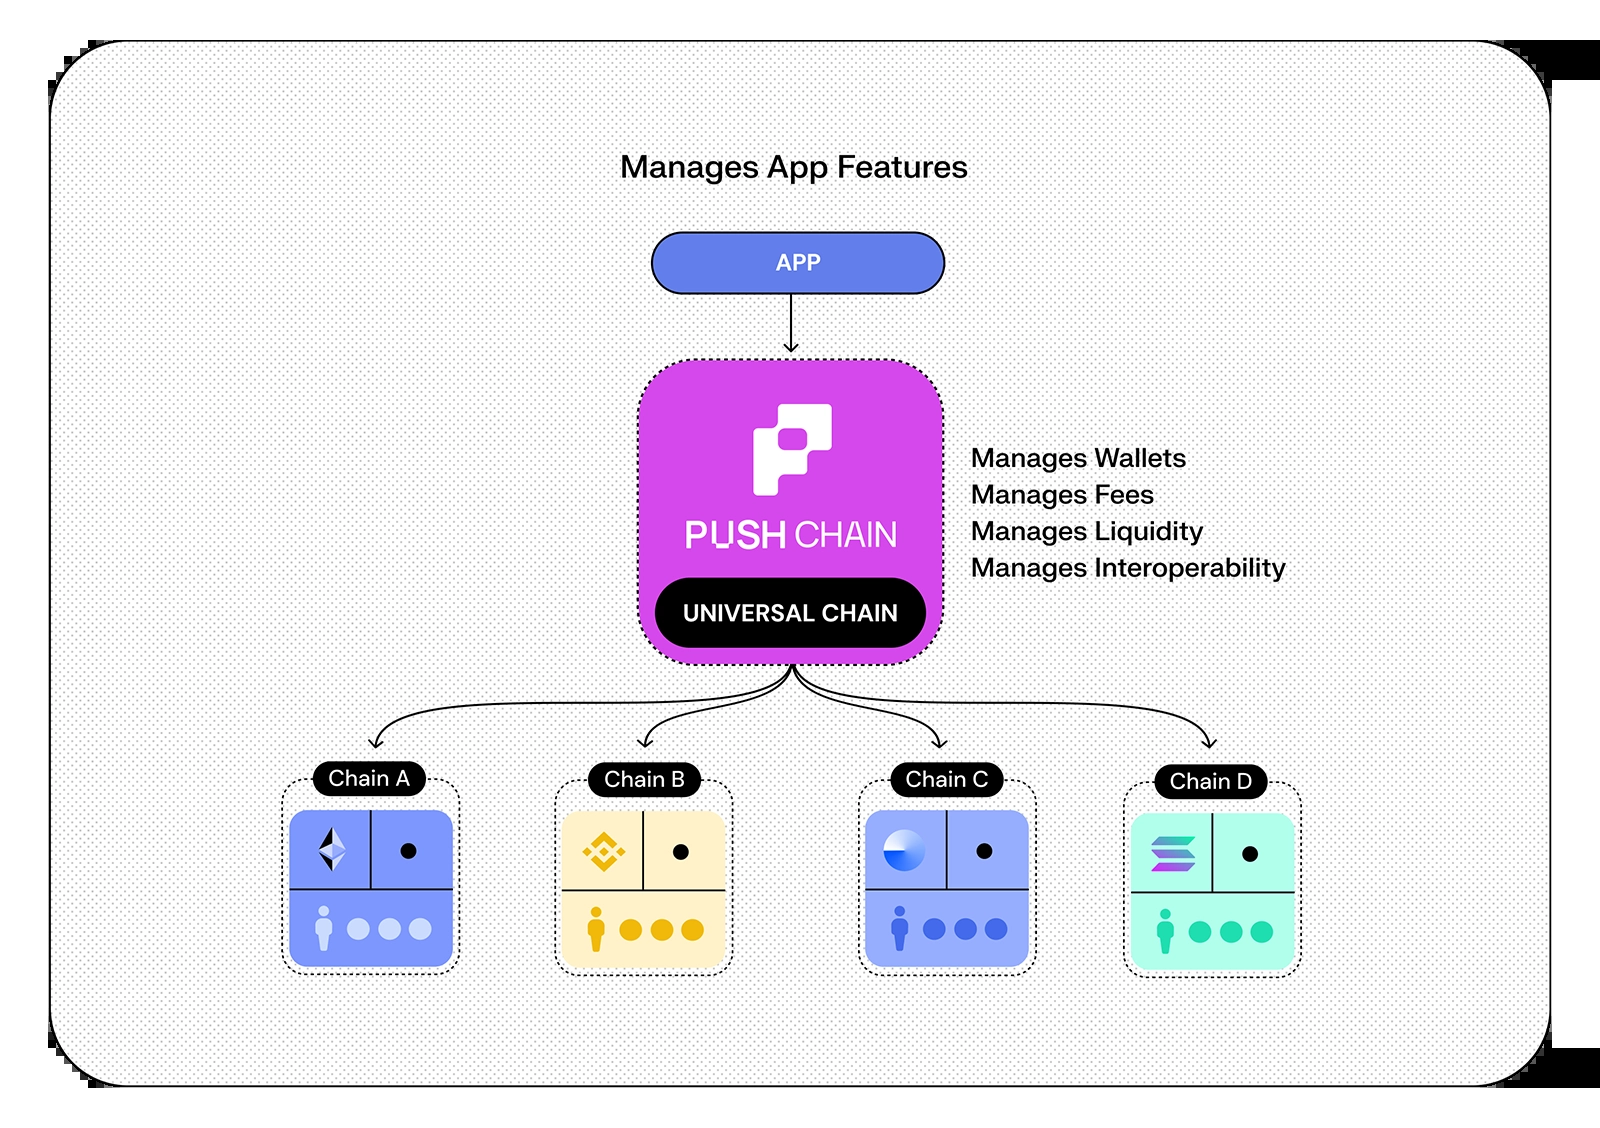 Manages App Features
APP
PUSH CHAIN
UNIVERSAL CHAIN
Manages Wallets
Manages Fees
Manages Liquidity
Manages Interoperability
Chain A
Chain B
Chain C
Chain D